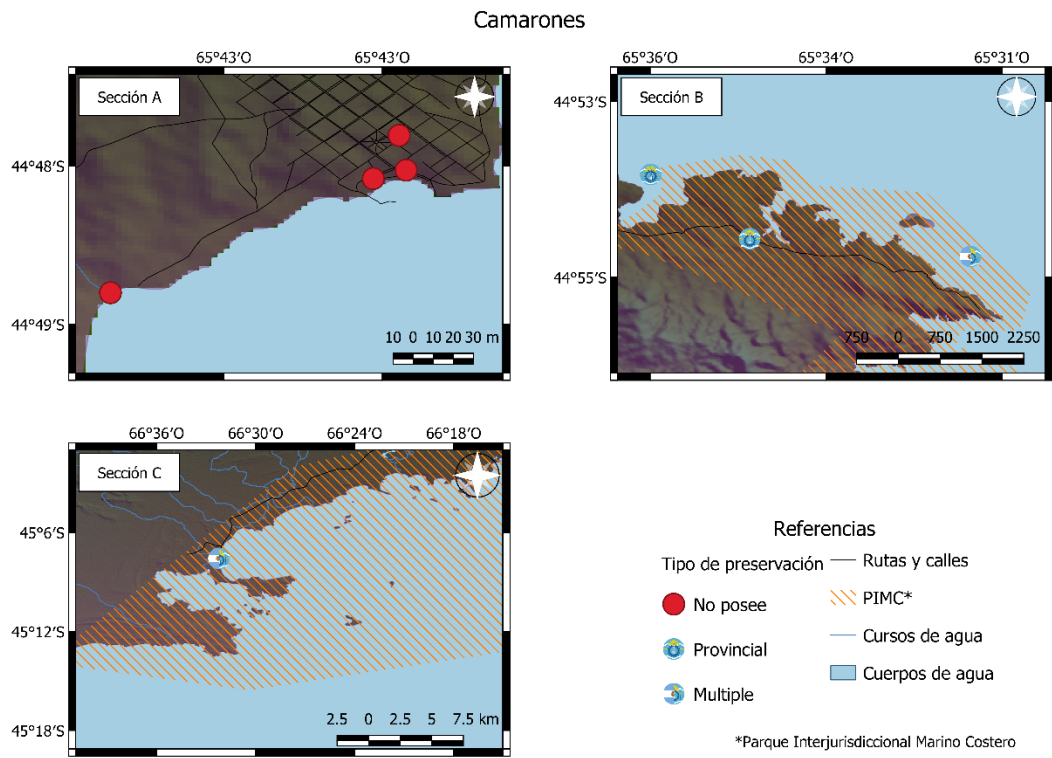 Camarones
65°43′O 65°43′O
Sección A
44°48′S
44°49′S
10 0 10 20 30 m
65°36′O 65°34′O 65°31′O
Sección B
44°53′S
44°55′S
750 0 750 1500 2250
66°36′O 66°30′O 66°24′O 66°18′O
Sección C
45°6′S
45°12′S
45°18′S
2.5 0 2.5 5 7.5 km
Referencias
Tipo de preservación
No posee
Provincial
Multiple
Rutas y calles
PIMC*
Cursos de agua
Cuerpos de agua
*Parque Interjurisdiccional Marino Costero